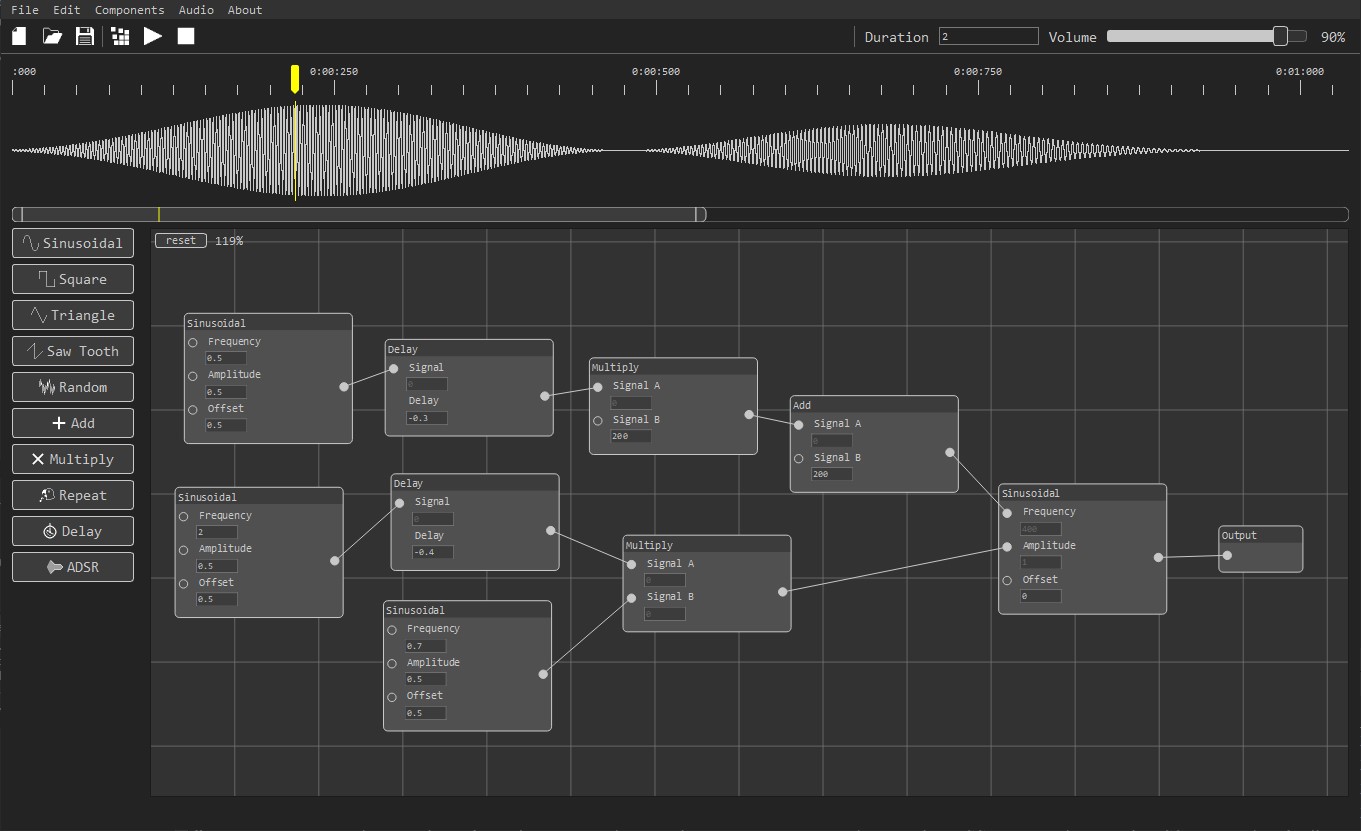 File Edit Components Audio About
Duration 2 Volume 90%
:000 0:00:250 0:00:500 0:00:750 0:01:000
reset 119%
Sinusoidal
Square
Triangle
Saw Tooth
Random
Add
Multiply
Repeat
Delay
ADSR
Sinusoidal
Frequency
0.5
Amplitude
0.5
Offset
0.5
Delay
Signal
0
Delay
-0.3
Multiply
Signal A
0
Signal B
200
Add
Signal A
0
Signal B
200
Sinusoidal
Frequency
2
Amplitude
0.5
Offset
0.5
Delay
Signal
0
Delay
-0.4
Sinusoidal
Frequency
0.7
Amplitude
0.5
Offset
0.5
Multiply
Signal A
0
Signal B
0
Sinusoidal
Frequency
400
Amplitude
1
Offset
0
Output